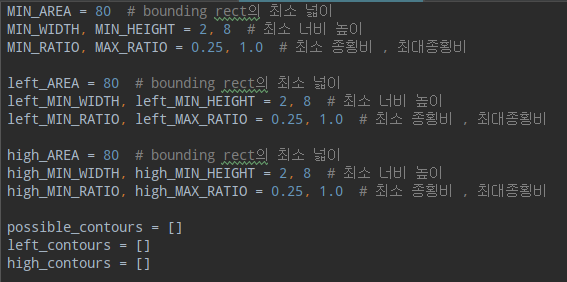 MIN_AREA = 80  # bounding rect의 최소 넓이
MIN_WIDTH, MIN_HEIGHT = 2, 8  # 최소 너비 높이
MIN_RATIO, MAX_RATIO = 0.25, 1.0  # 최소 종횡비 , 최대종횡비
left_AREA = 80  # bounding rect의 최소 넓이
left_MIN_WIDTH, left_MIN_HEIGHT = 2, 8  # 최소 너비 높이
left_MIN_RATIO, left_MAX_RATIO = 0.25, 1.0  # 최소 종횡비 , 최대종횡비
high_AREA = 80  # bounding rect의 최소 넓이
high_MIN_WIDTH, high_MIN_HEIGHT = 2, 8  # 최소 너비 높이
high_MIN_RATIO, high_MAX_RATIO = 0.25, 1.0  # 최소 종횡비 , 최대종횡비
possible_contours = []
left_contours = []
high_contours = []